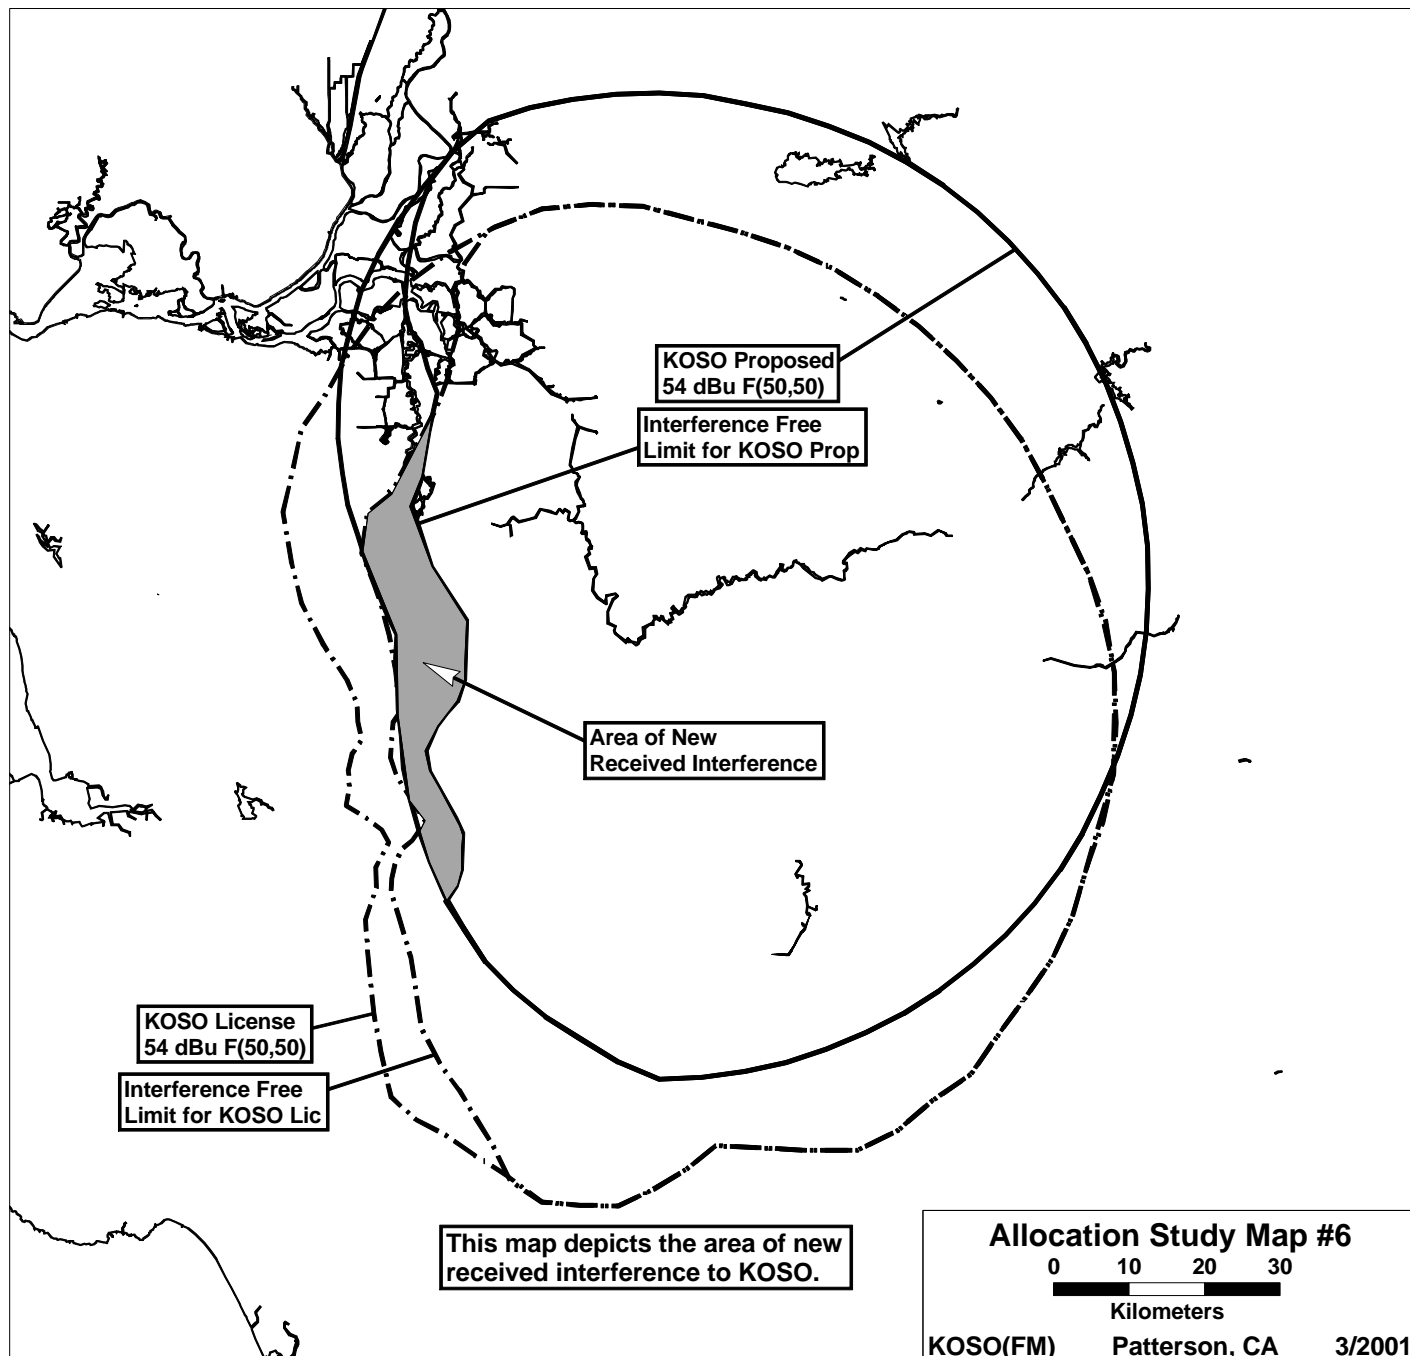 KOSO Proposed
54 dBu F(50,50)
Interference Free
Limit for KOSO Prop
Area of New
Received Interference
KOSO License
54 dBu F(50,50)
Interference Free
Limit for KOSO Lic
This map depicts the area of new
received interference to KOSO.
Allocation Study Map #6
0 10 20 30
Kilometers
KOSO(FM) Patterson, CA 3/2001